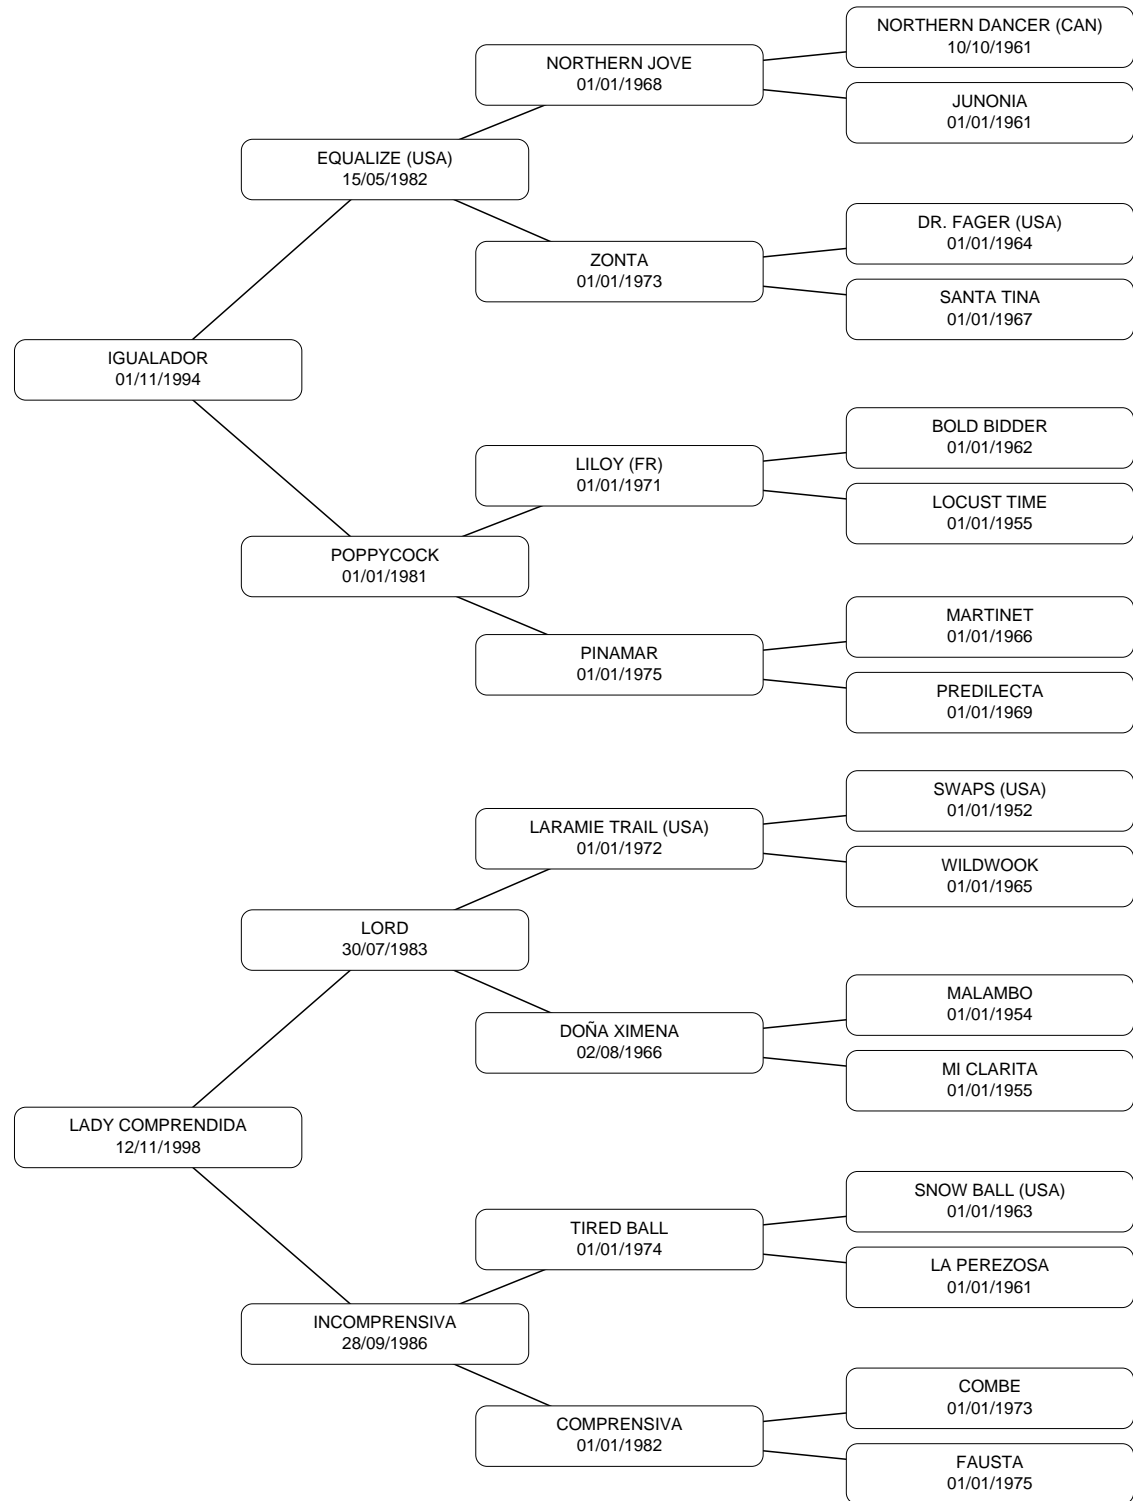 NORTHERN DANCER (CAN)
10/10/1961
NORTHERN JOVE
01/01/1968
JUNONIA
01/01/1961
EQUALIZE (USA)
15/05/1982
DR. FAGER (USA)
01/01/1964
ZONTA
01/01/1973
SANTA TINA
01/01/1967
IGUALADOR
01/11/1994
BOLD BIDDER
01/01/1962
LILOY (FR)
01/01/1971
LOCUST TIME
01/01/1955
POPPYCOCK
01/01/1981
MARTINET
01/01/1966
PINAMAR
01/01/1975
PREDILECTA
01/01/1969
SWAPS (USA)
01/01/1952
LARAMIE TRAIL (USA)
01/01/1972
WILDWOOK
01/01/1965
LORD
30/07/1983
MALAMBO
01/01/1954
DOÑA XIMENA
02/08/1966
MI CLARITA
01/01/1955
LADY COMPRENDIDA
12/11/1998
SNOW BALL (USA)
01/01/1963
TIRED BALL
01/01/1974
LA PEREZOSA
01/01/1961
INCOMPRENSIVA
28/09/1986
COMBE
01/01/1973
COMPRENSIVA
01/01/1982
FAUSTA
01/01/1975